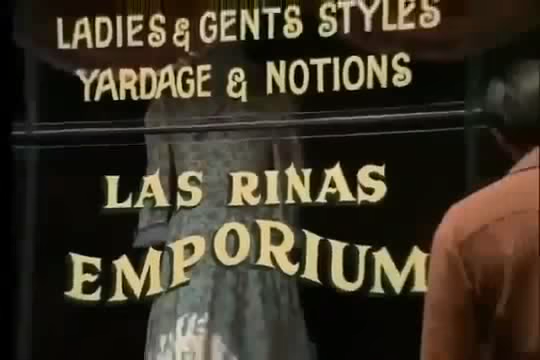 LADIES & GENTS STYLES
YARDAGE & NOTIONS
LAS RINAS
EMPORIUM